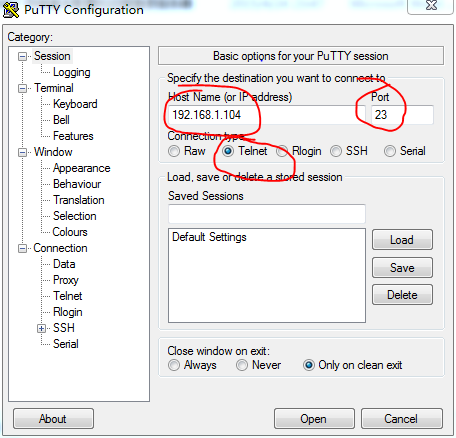 PuTTY Configuration
Category:
Session
Logging
Terminal
Keyboard
Bell
Features
Window
Appearance
Behaviour
Translation
Selection
Colours
Connection
Data
Proxy
Telnet
Rlogin
SSH
Serial
Basic options for your PuTTY session
Specify the destination you want to connect to
Host Name (or IP address) Port
192.168.1.104 23
Connection type:
Raw Telnet Rlogin SSH Serial
Load, save or delete a stored session
Saved Sessions
Default Settings
Load
Save
Delete
Close window on exit:
Always Never Only on clean exit
About Open Cancel